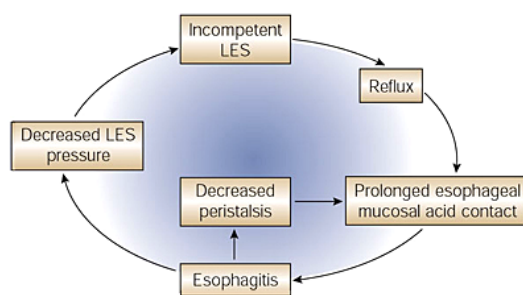 Incompetent
LES
Reflux
Decreased LES
pressure
Decreased
peristalsis
Prolonged esophageal
mucosal acid contact
Esophagitis